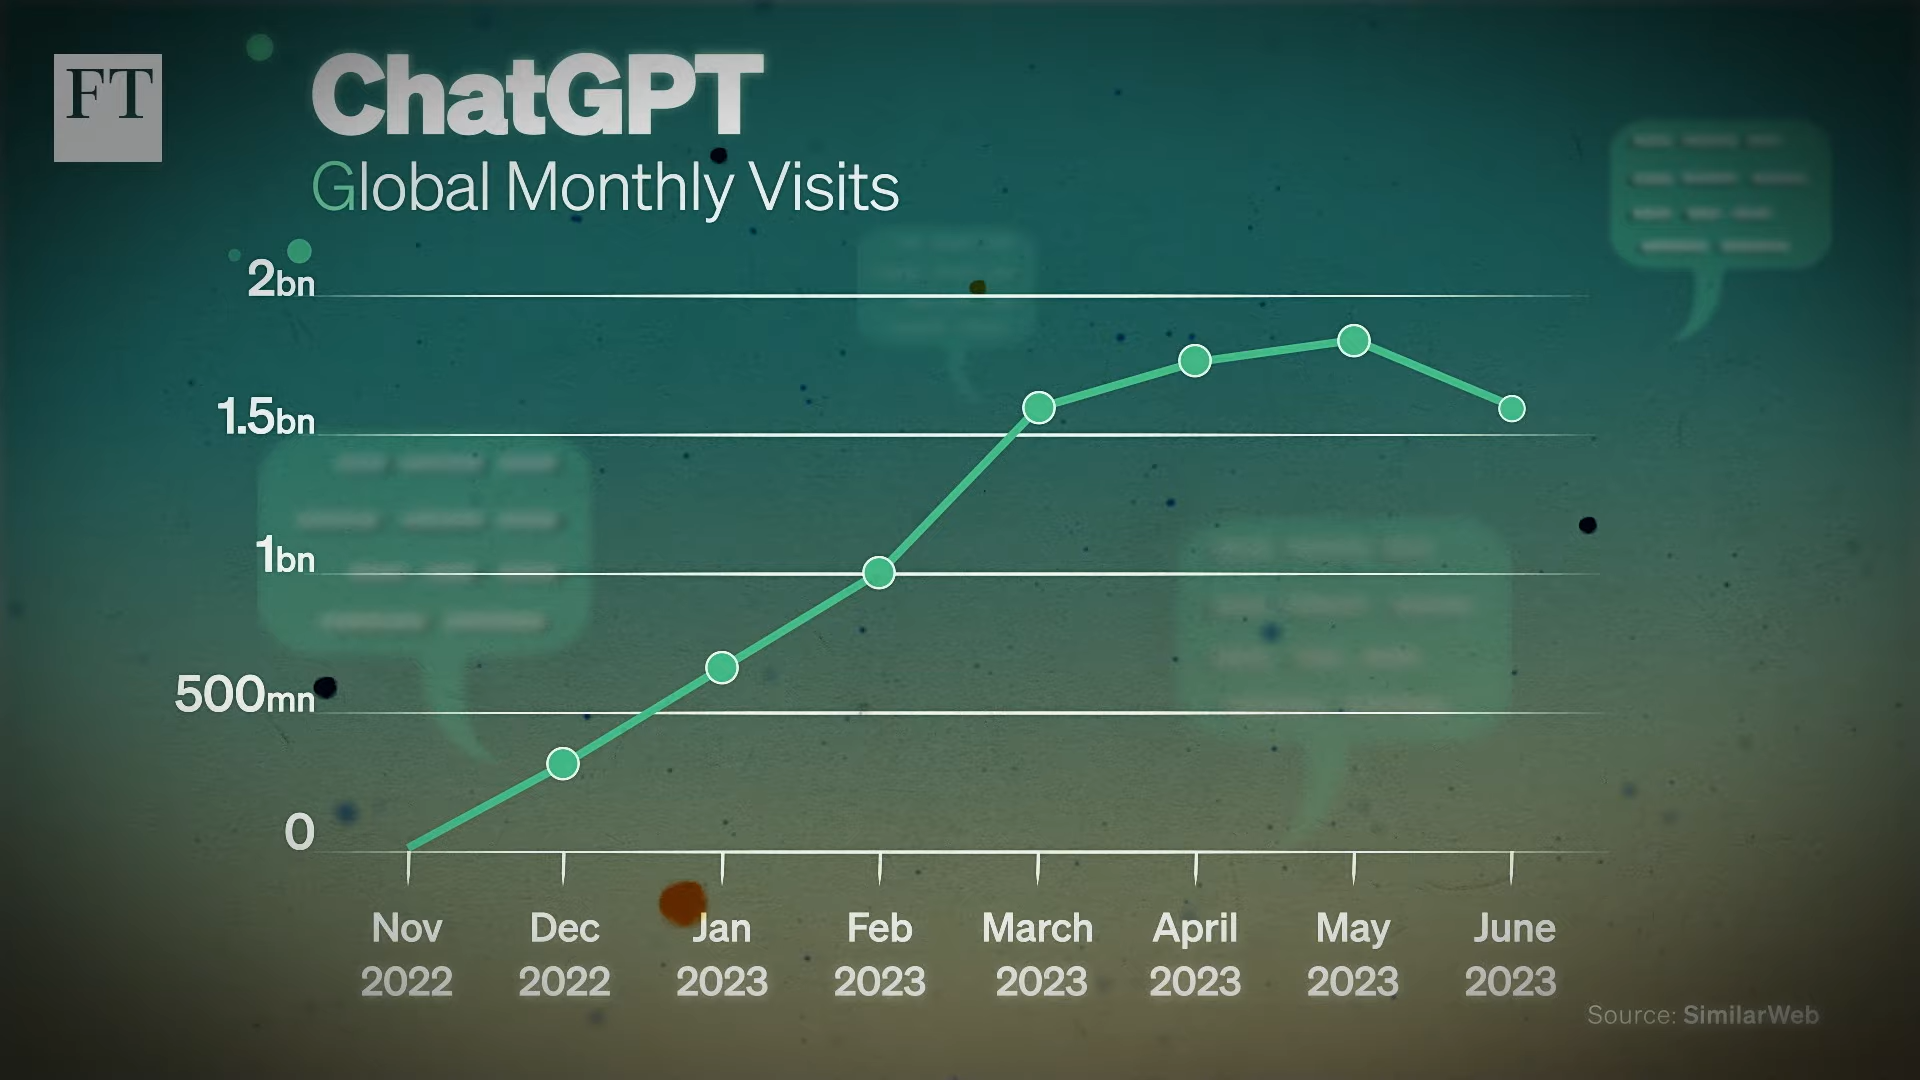 FT
ChatGPT
Global Monthly Visits
2bn
1.5bn
1bn
500mn
0
Nov 2022
Dec 2022
Jan 2023
Feb 2023
March 2023
April 2023
May 2023
June 2023
Source: SimilarWeb